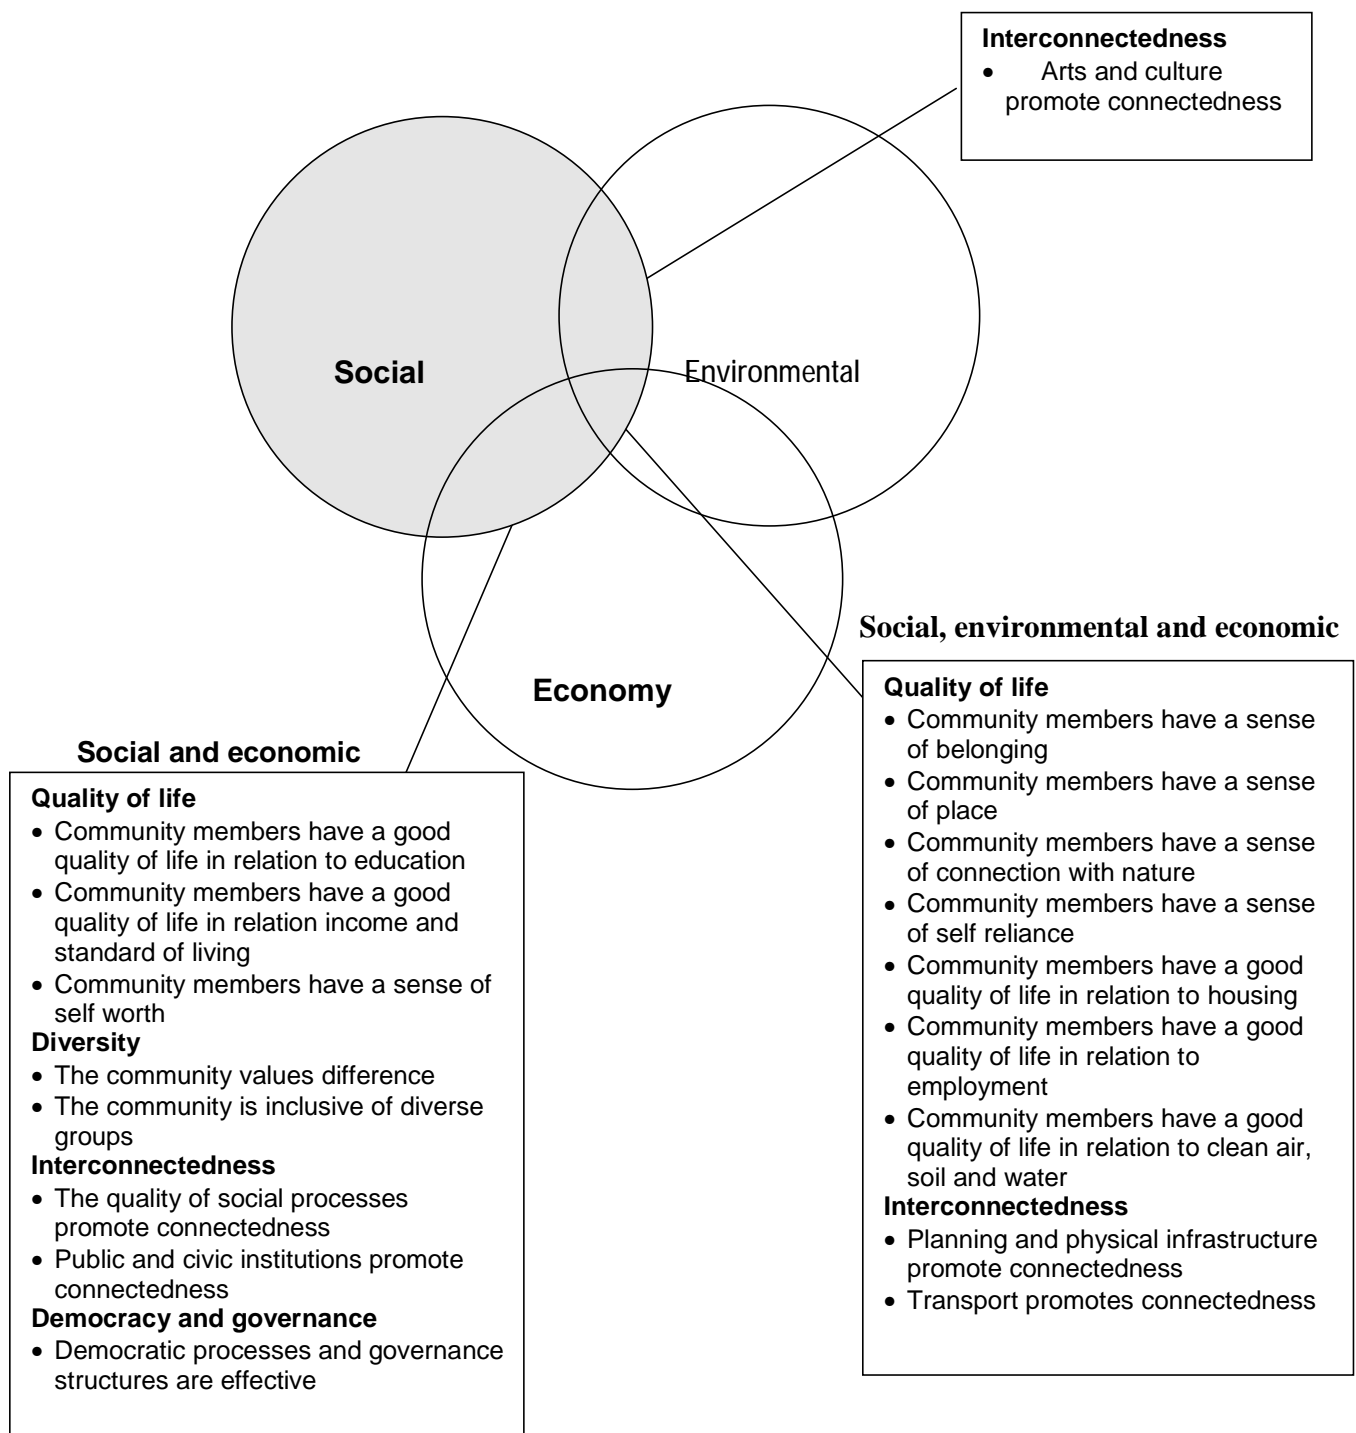 Interconnectedness
• Arts and culture
promote connectedness
Social
Environmental
Economy
Social and economic
Quality of life
• Community members have a good
quality of life in relation to education
• Community members have a good
quality of life in relation income and
standard of living
• Community members have a sense of
self worth
Diversity
• The community values difference
• The community is inclusive of diverse
groups
Interconnectedness
• The quality of social processes
promote connectedness
• Public and civic institutions promote
connectedness
Democracy and governance
• Democratic processes and governance
structures are effective
Social, environmental and economic
Quality of life
• Community members have a sense
of belonging
• Community members have a sense
of place
• Community members have a sense
of connection with nature
• Community members have a sense
of self reliance
• Community members have a good
quality of life in relation to housing
• Community members have a good
quality of life in relation to
employment
• Community members have a good
quality of life in relation to clean air,
soil and water
Interconnectedness
• Planning and physical infrastructure
promote connectedness
• Transport promotes connectedness